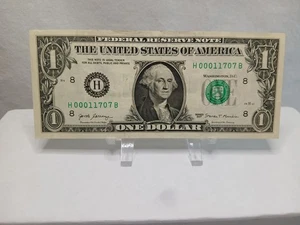 FEDERAL RESERVE NOTE
1 THE UNITED STATES OF AMERICA 1
H 00011707 B
8 8
H
WASHINGTON, D.C.
H 00011707 B
8 8
1 ONE DOLLAR 1